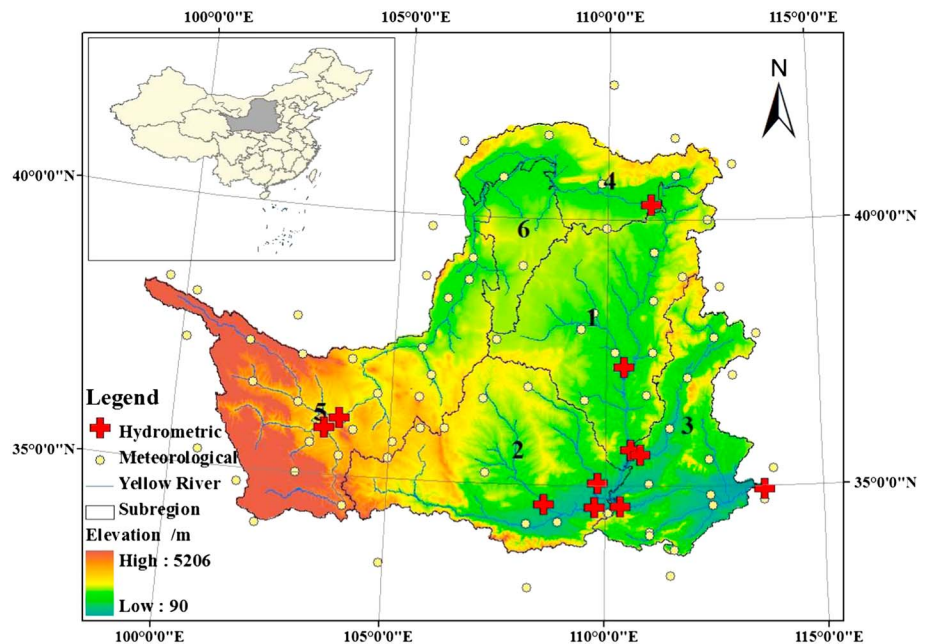 100°0'0"E 105°0'0"E 110°0'0"E 115°0'0"E
N
40°0'0"N
4
40°0'0"N
6
1
Legend
5
Hydrometric
3
Meteorological
2
35°0'0"N
35°0'0"N
Yellow River
Subregion
Elevation /m
High : 5206
Low : 90
100°0'0"E 105°0'0"E 110°0'0"E 115°0'0"E